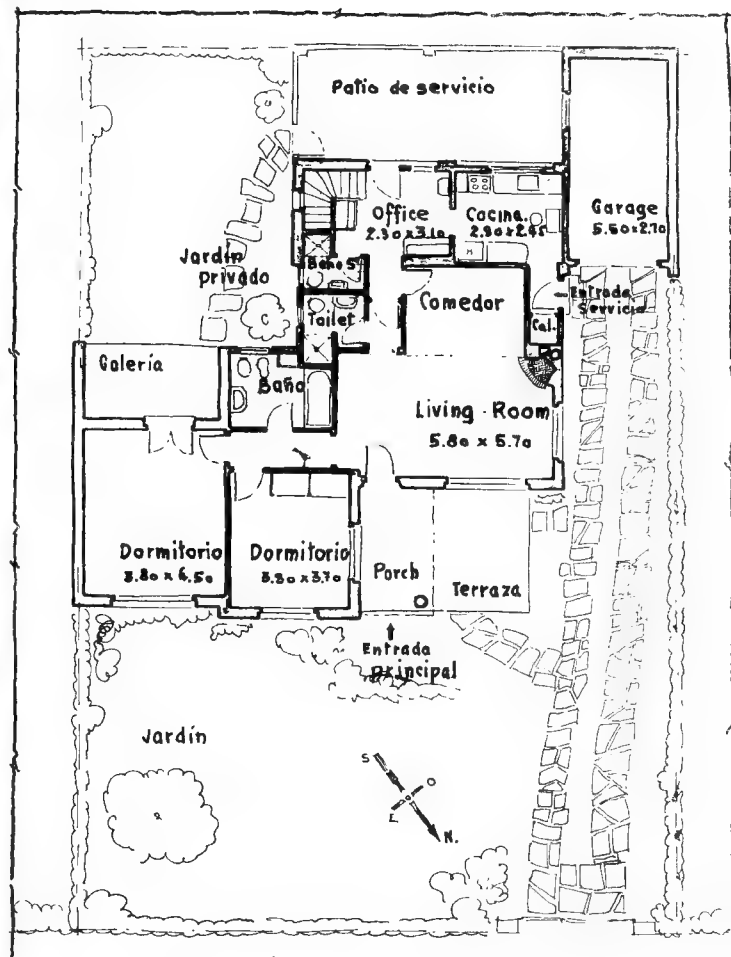 Patio de servicio
Office
2.30 x 3.10
Cocina.
2.90 x 2.45
Garage
5.50 x 2.70
Jardín
privado
Baño S.
Toilet
Comedor
Entrada
Servicio
Cal.
Galería
Baño
Living-Room
5.80 x 5.70
Dormitorio
3.80 x 6.50
Dormitorio
3.30 x 3.70
Porch
Terraza
Entrada
principal
Jardín
S
O
E.
N.